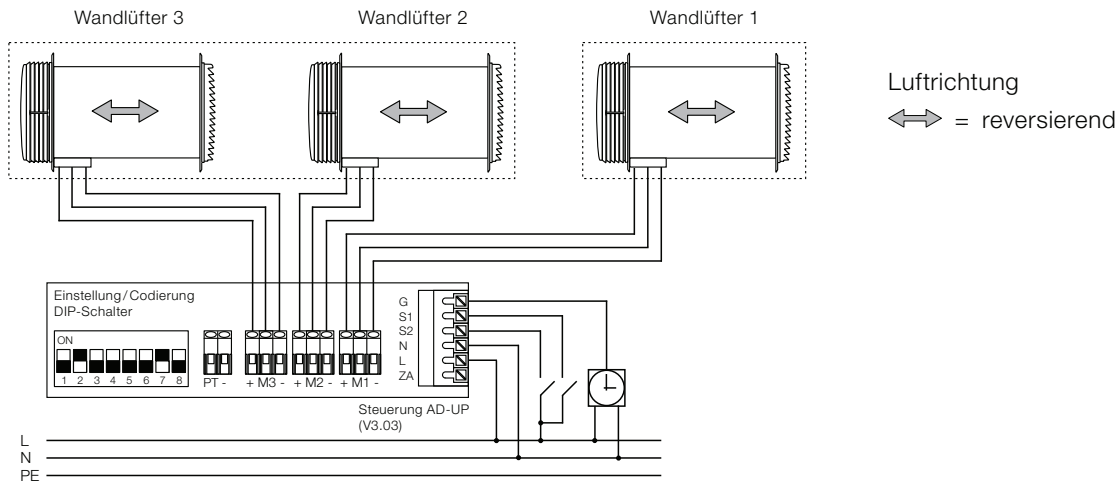 Wandlüfter 3
Wandlüfter 2
Wandlüfter 1
Luftrichtung
= reversierend
Einstellung/Codierung
DIP-Schalter
ON
1 2 3 4 5 6 7 8
PT -
+ M3 -
+ M2 -
+ M1 -
G
S1
S2
N
L
ZA
Steuerung AD-UP
(V3.03)
L
N
PE